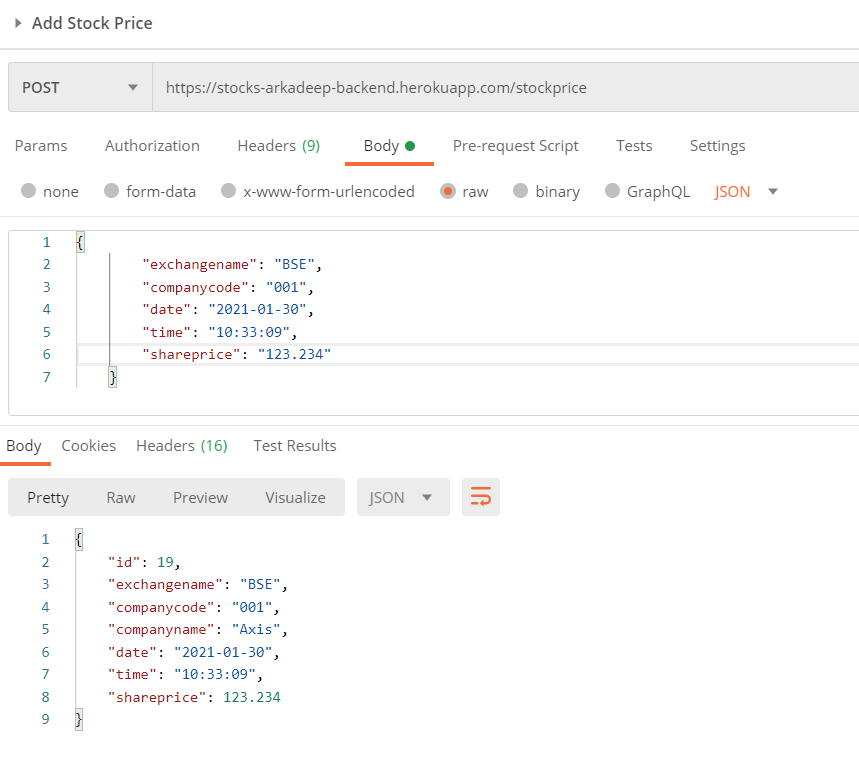 Add Stock Price
POST https://stocks-arkadeep-backend.herokuapp.com/stockprice
Params Authorization Headers (9) Body Pre-request Script Tests Settings
none form-data x-www-form-urlencoded raw binary GraphQL JSON
1 {
2 "exchangename": "BSE",
3 "companycode": "001",
4 "date": "2021-01-30",
5 "time": "10:33:09",
6 "shareprice": "123.234"
7 }
Body Cookies Headers (16) Test Results
Pretty Raw Preview Visualize JSON
1 {
2 "id": 19,
3 "exchangename": "BSE",
4 "companycode": "001",
5 "companyname": "Axis",
6 "date": "2021-01-30",
7 "time": "10:33:09",
8 "shareprice": 123.234
9 }